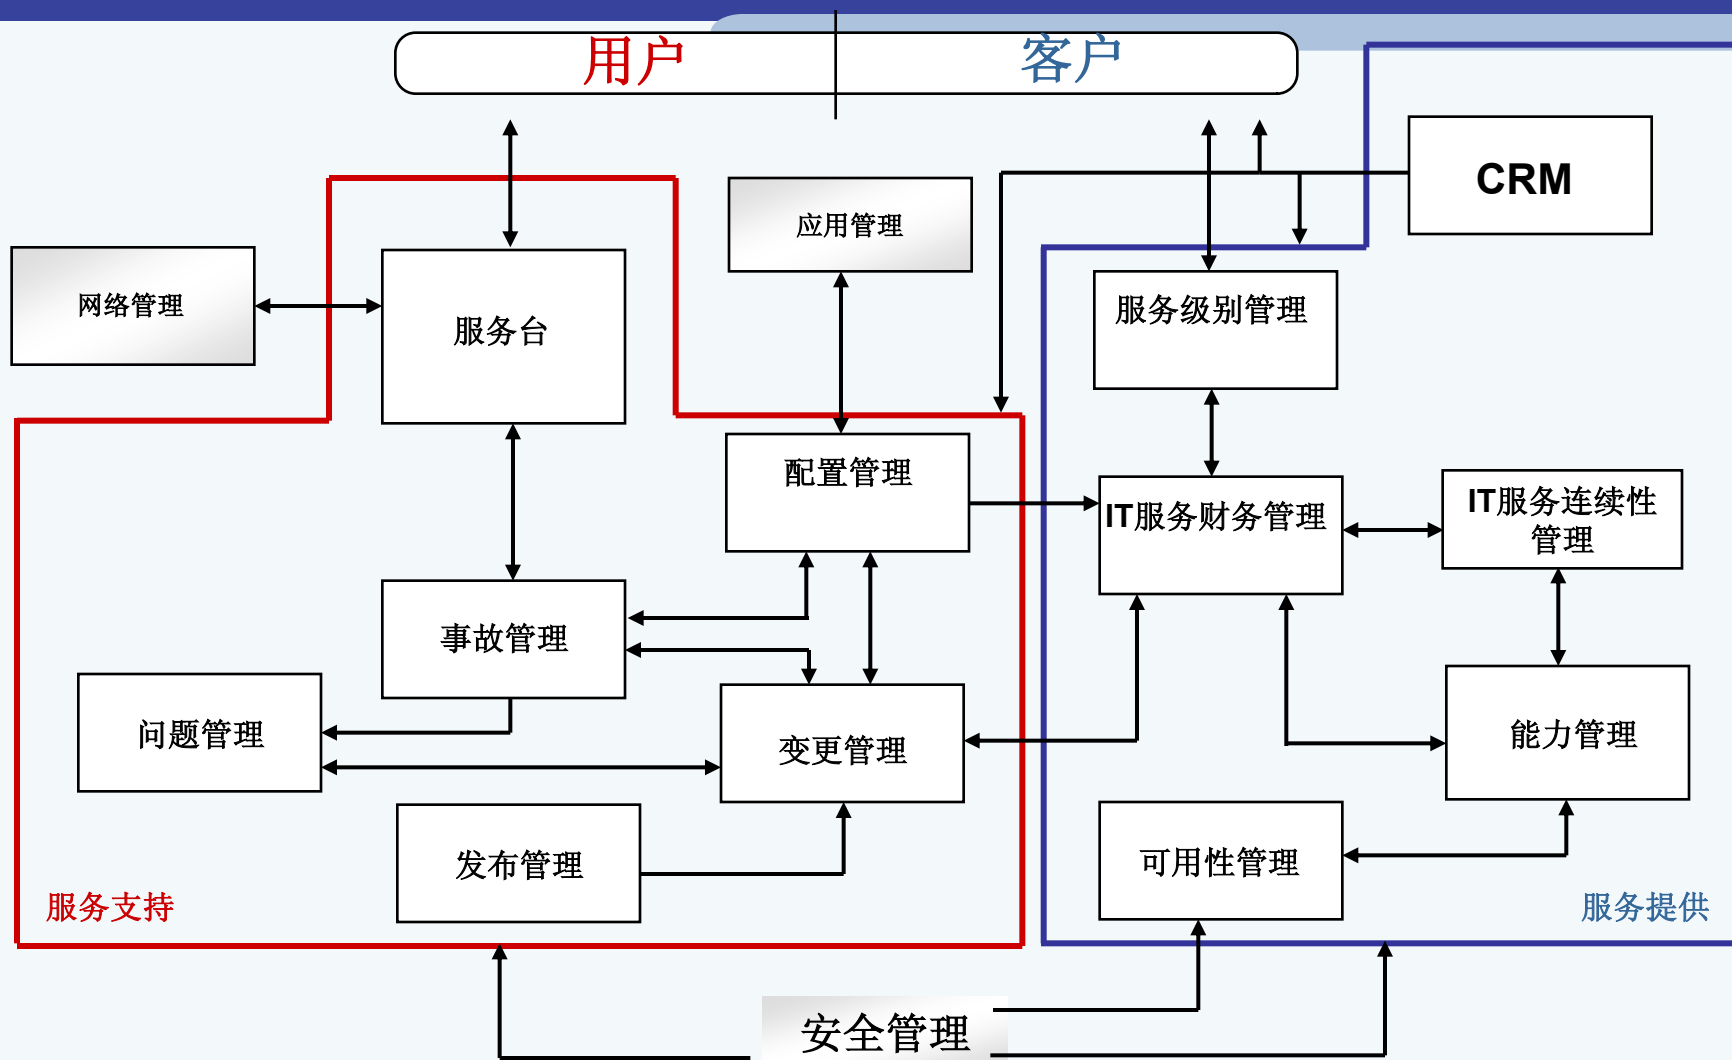 用户
客户
CRM
应用管理
网络管理
服务台
服务级别管理
配置管理
IT服务财务管理
IT服务连续性
管理
事故管理
问题管理
变更管理
能力管理
发布管理
可用性管理
服务支持
服务提供
安全管理